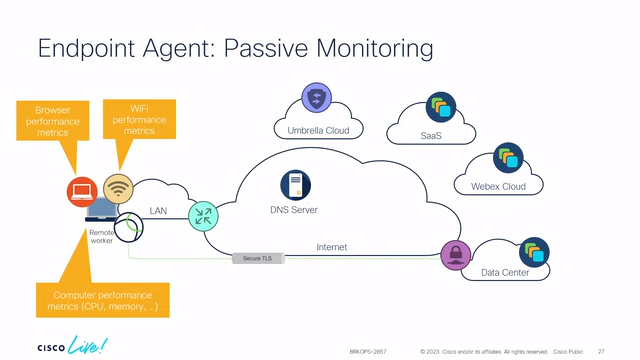 Endpoint Agent: Passive Monitoring
Browser
performance
metrics
WiFi
performance
metrics
Umbrella Cloud
SaaS
Webex Cloud
DNS Server
LAN
Remote
worker
Internet
Secure TLS
Data Center
Computer performance
metrics (CPU, memory, ...)
CISCO Live!
BRKOPS-2857
© 2023 Cisco and/or its affiliates. All rights reserved. Cisco Public
27